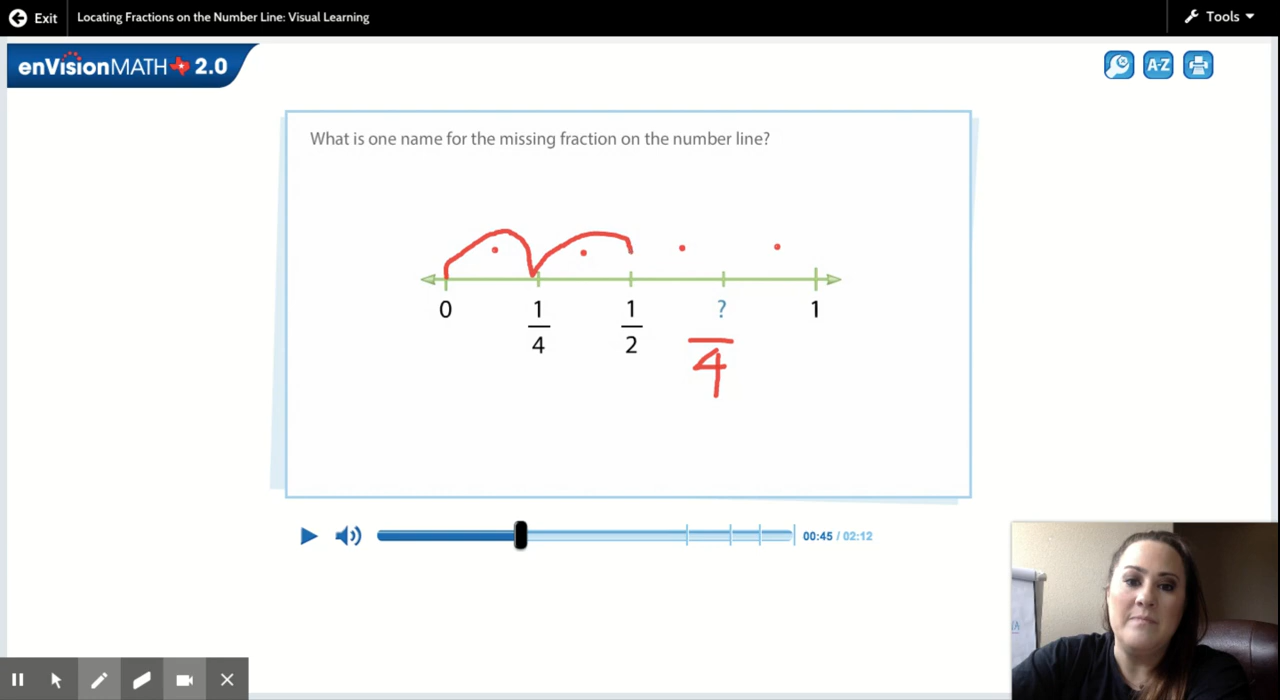 Exit Locating Fractions on the Number Line: Visual Learning Tools
enVisionMATH 2.0 A-Z
What is one name for the missing fraction on the number line?
0 1/4 1/2 ? 1
4
00:45 / 02:12